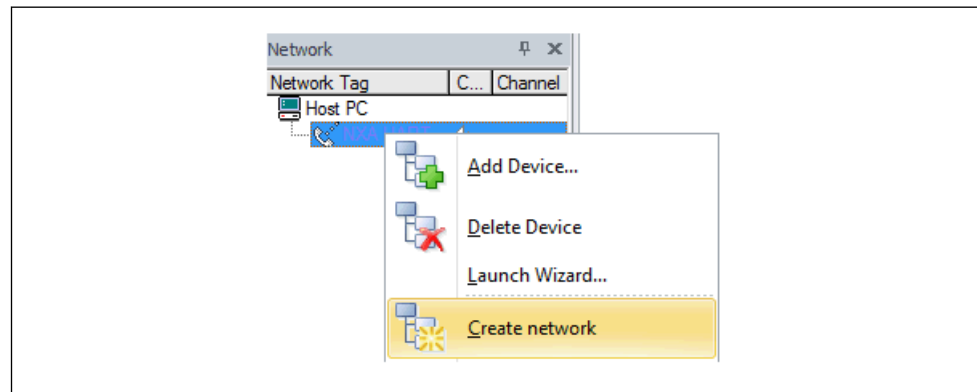 Network
Network Tag C... Channel
Host PC
Add Device...
Delete Device
Launch Wizard...
Create network